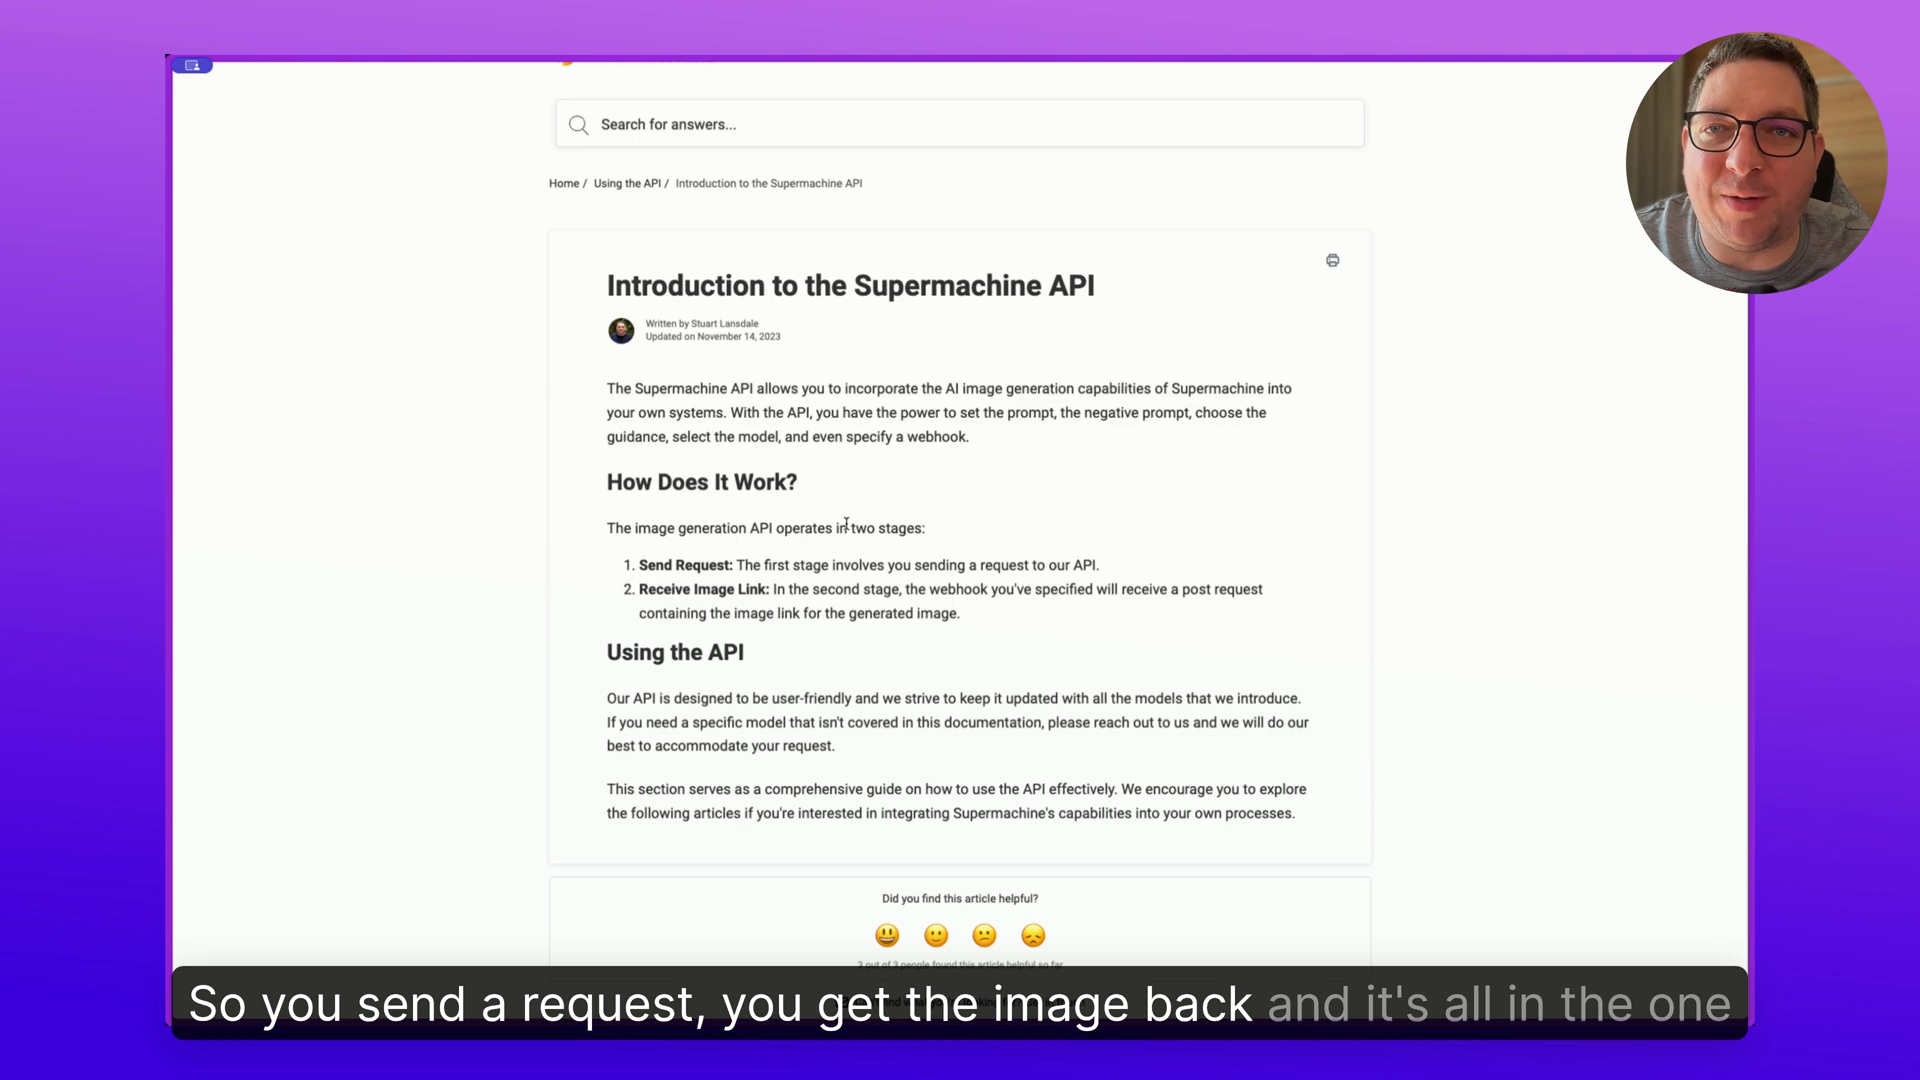 Search for answers...
Home / Using the API / Introduction to the Supermachine API
Introduction to the Supermachine API
Written by Stuart Lansdale
Updated on November 14, 2023
The Supermachine API allows you to incorporate the AI image generation capabilities of Supermachine into
your own systems. With the API, you have the power to set the prompt, the negative prompt, choose the
guidance, select the model, and even specify a webhook.
How Does It Work?
The image generation API operates in two stages:
1. Send Request: The first stage involves you sending a request to our API.
2. Receive Image Link: In the second stage, the webhook you've specified will receive a post request
containing the image link for the generated image.
Using the API
Our API is designed to be user-friendly and we strive to keep it updated with all the models that we introduce.
If you need a specific model that isn't covered in this documentation, please reach out to us and we will do our
best to accommodate your request.
This section serves as a comprehensive guide on how to use the API effectively. We encourage you to explore
the following articles if you're interested in integrating Supermachine's capabilities into your own processes.
Did you find this article helpful?
3 out of 3 people found this article helpful so far
So you send a request, you get the image back and it's all in the one